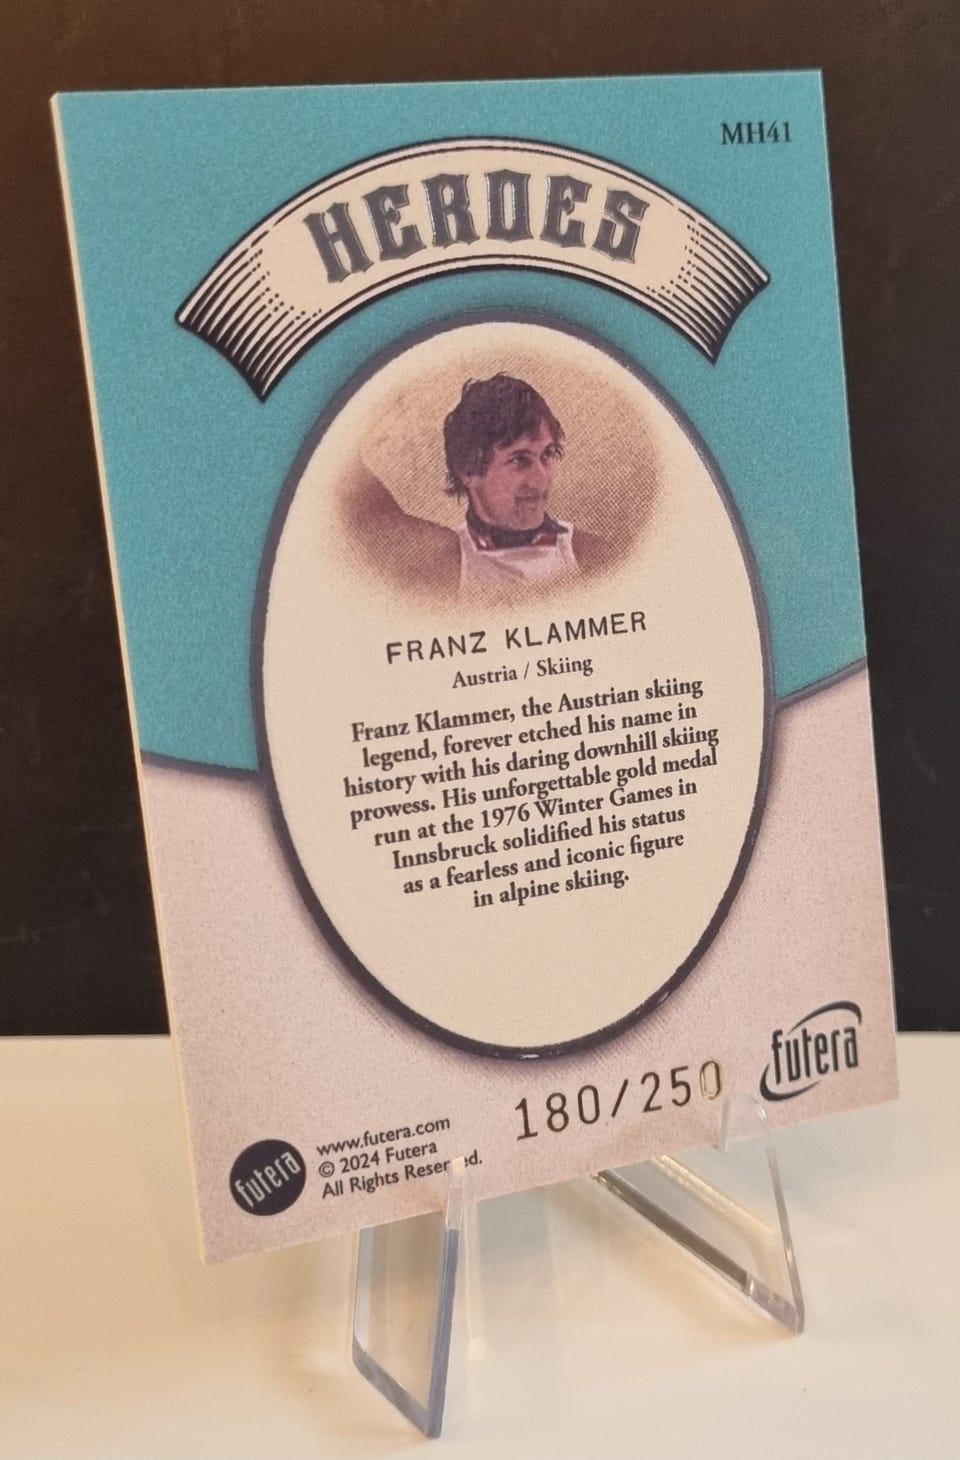 MH41
HEROES
FRANZ KLAMMER
Austria / Skiing
Franz Klammer, the Austrian skiing
legend, forever etched his name in
history with his daring downhill skiing
prowess. His unforgettable gold medal
run at the 1976 Winter Games in
Innsbruck solidified his status
as a fearless and iconic figure
in alpine skiing.
180/250
futera
futera
www.futera.com
© 2024 Futera
All Rights Reserved.